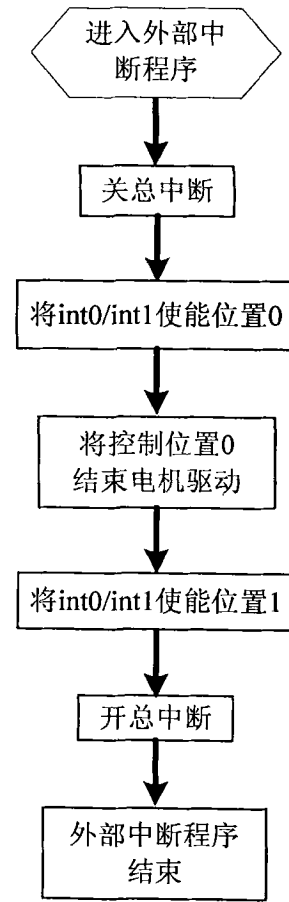 进入外部中
断程序
关总中断
将int0/int1使能位置0
将控制位置0
结束电机驱动
将int0/int1使能位置1
开总中断
外部中断程序
结束